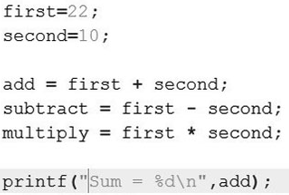 first=22;
second=10;
add = first + second;
subtract = first - second;
multiply = first * second;
printf("Sum = %d\n",add);